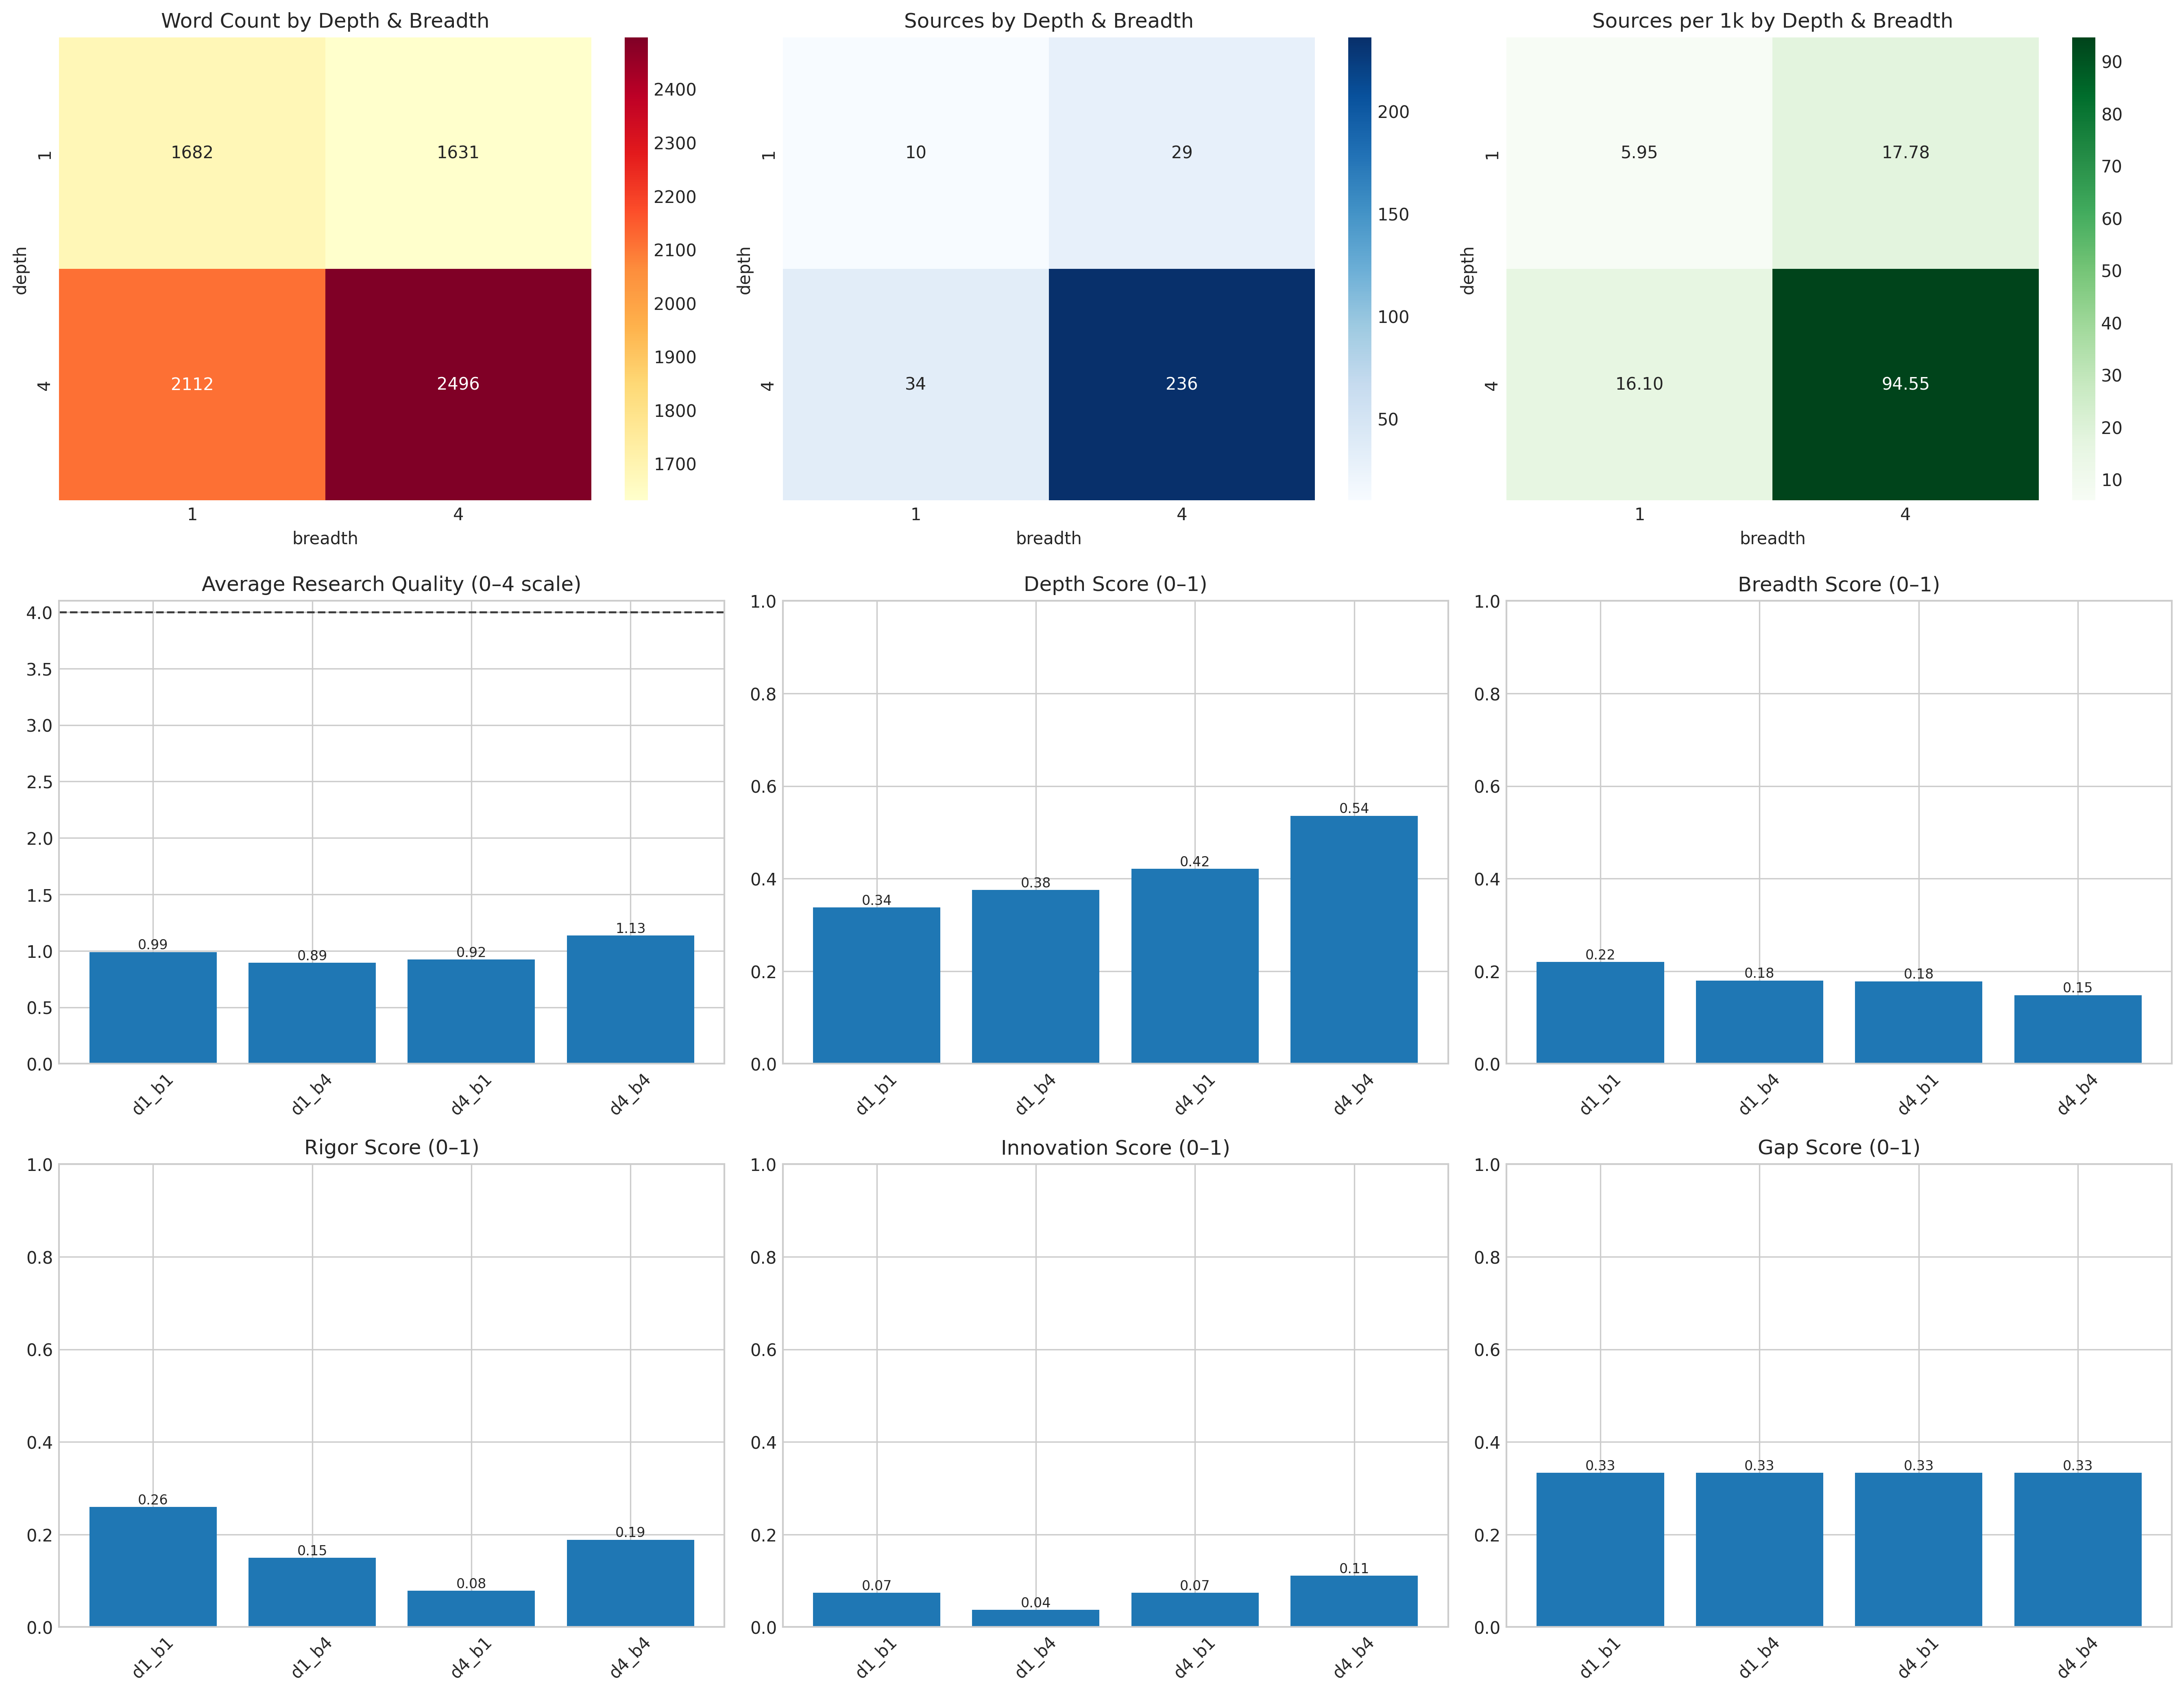 Word Count by Depth & Breadth
1682 1631
2112 2496
1
4
depth
1 4
breadth
2400
2300
2200
2100
2000
1900
1800
1700
Sources by Depth & Breadth
10 29
34 236
1
4
depth
1 4
breadth
200
150
100
50
Sources per 1k by Depth & Breadth
5.95 17.78
16.10 94.55
1
4
depth
1 4
breadth
90
80
70
60
50
40
30
20
10
Average Research Quality (0–4 scale)
4.0
3.5
3.0
2.5
2.0
1.5
1.0
0.5
0.0
0.99 0.89 0.92 1.13
d1_b1 d1_b4 d4_b1 d4_b4
Depth Score (0–1)
1.0
0.8
0.6
0.4
0.2
0.0
0.34 0.38 0.42 0.54
d1_b1 d1_b4 d4_b1 d4_b4
Breadth Score (0–1)
1.0
0.8
0.6
0.4
0.2
0.0
0.22 0.18 0.18 0.15
d1_b1 d1_b4 d4_b1 d4_b4
Rigor Score (0–1)
1.0
0.8
0.6
0.4
0.2
0.0
0.26 0.15 0.08 0.19
d1_b1 d1_b4 d4_b1 d4_b4
Innovation Score (0–1)
1.0
0.8
0.6
0.4
0.2
0.0
0.07 0.04 0.07 0.11
d1_b1 d1_b4 d4_b1 d4_b4
Gap Score (0–1)
1.0
0.8
0.6
0.4
0.2
0.0
0.33 0.33 0.33 0.33
d1_b1 d1_b4 d4_b1 d4_b4